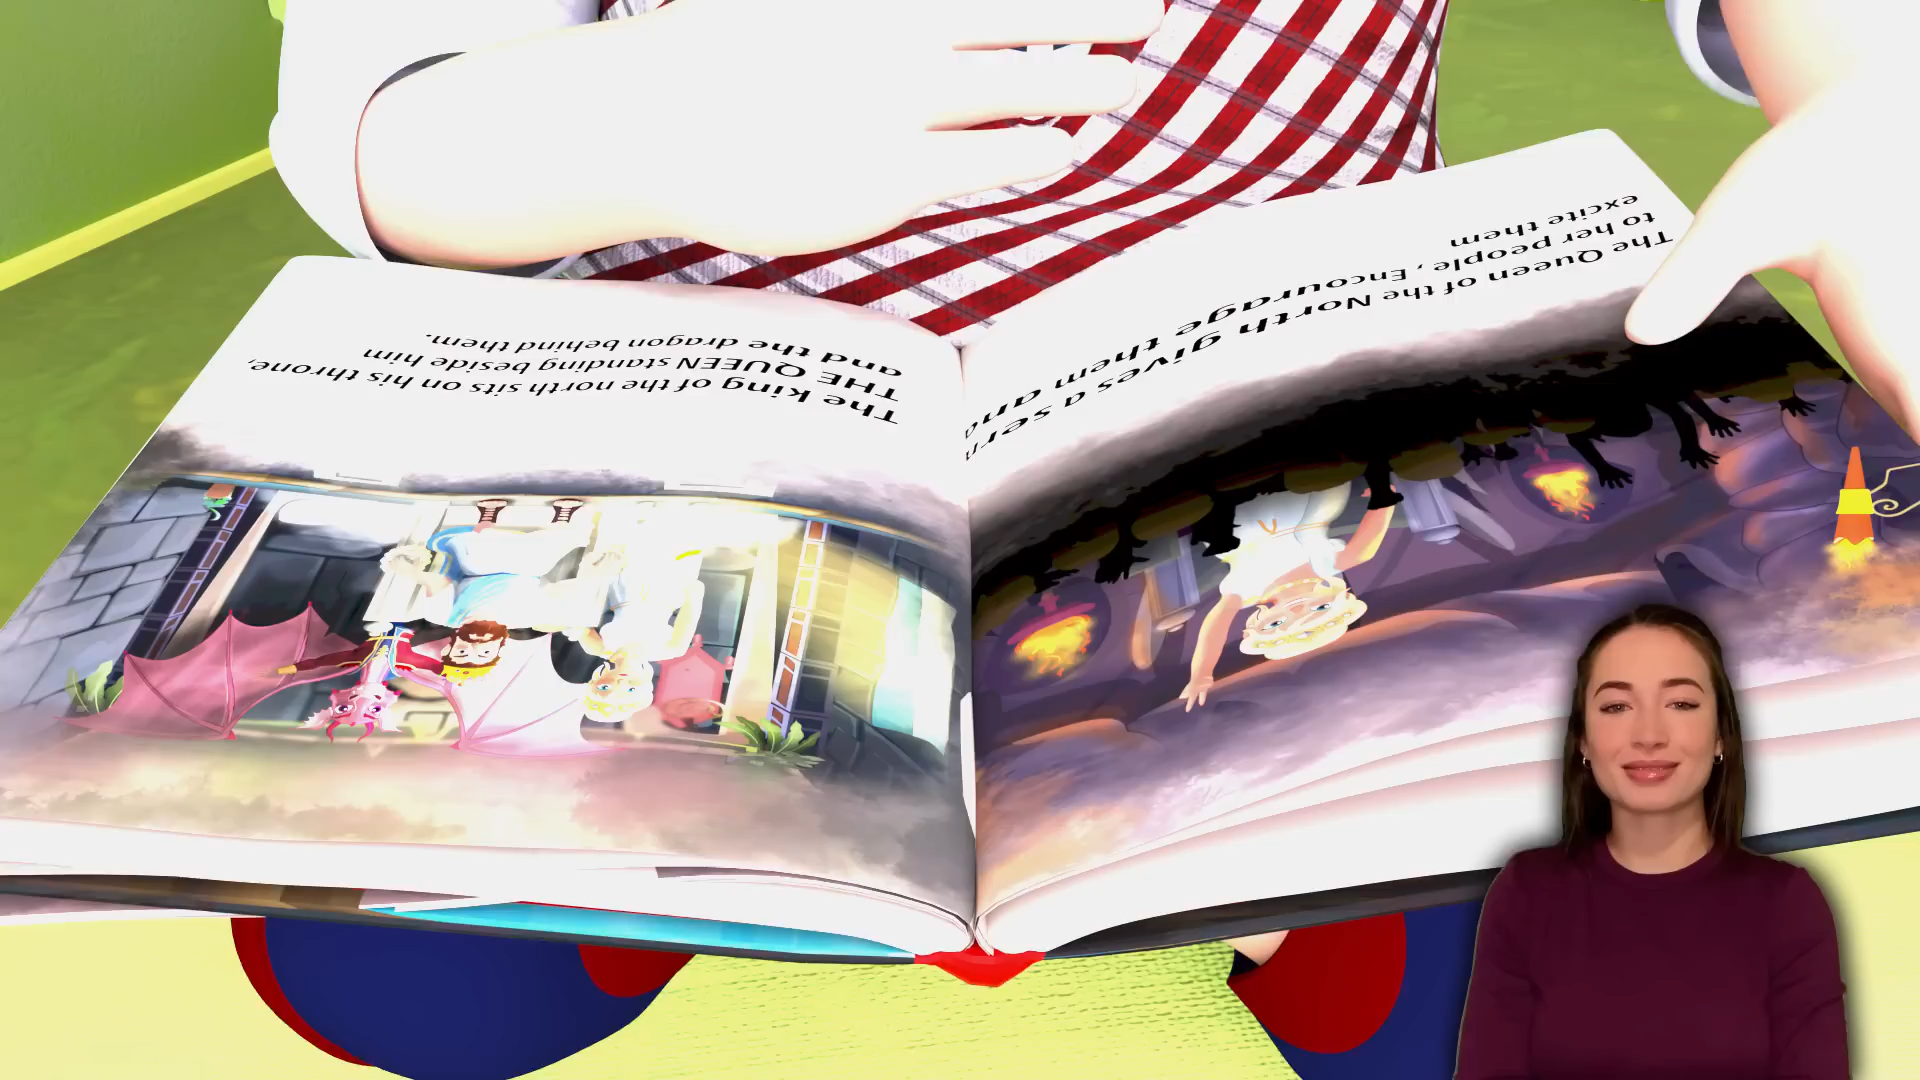 The king of the north sits on his throne,
THE QUEEN standing beside him
and the dragon behind them.
The Queen of the North gives a serm
to her people, Encourage them and
excite them